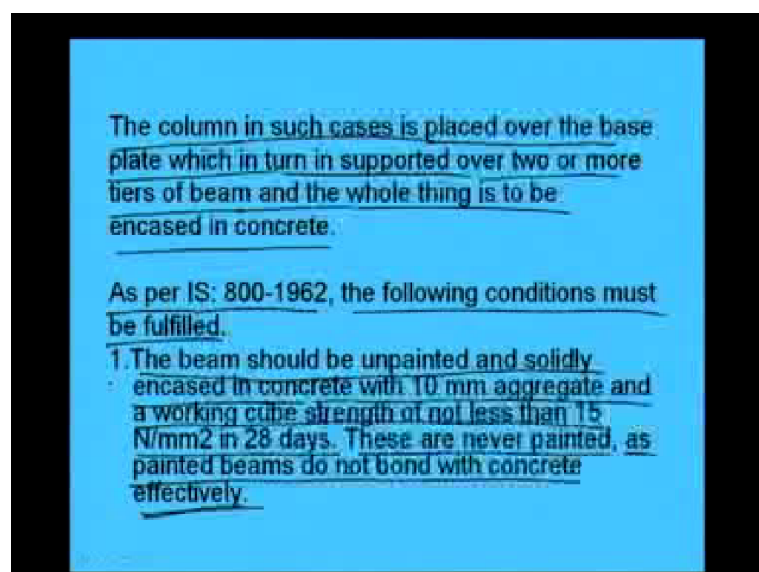 The column in such cases is placed over the base
plate which in turn in supported over two or more
tiers of beam and the whole thing is to be
encased in concrete.
As per IS: 800-1962, the following conditions must
be fulfilled.
1.The beam should be unpainted and solidly
encased in concrete with 10 mm aggregate and
a working cube strength of not less than 15
N/mm2 in 28 days. These are never painted, as
painted beams do not bond with concrete
effectively.